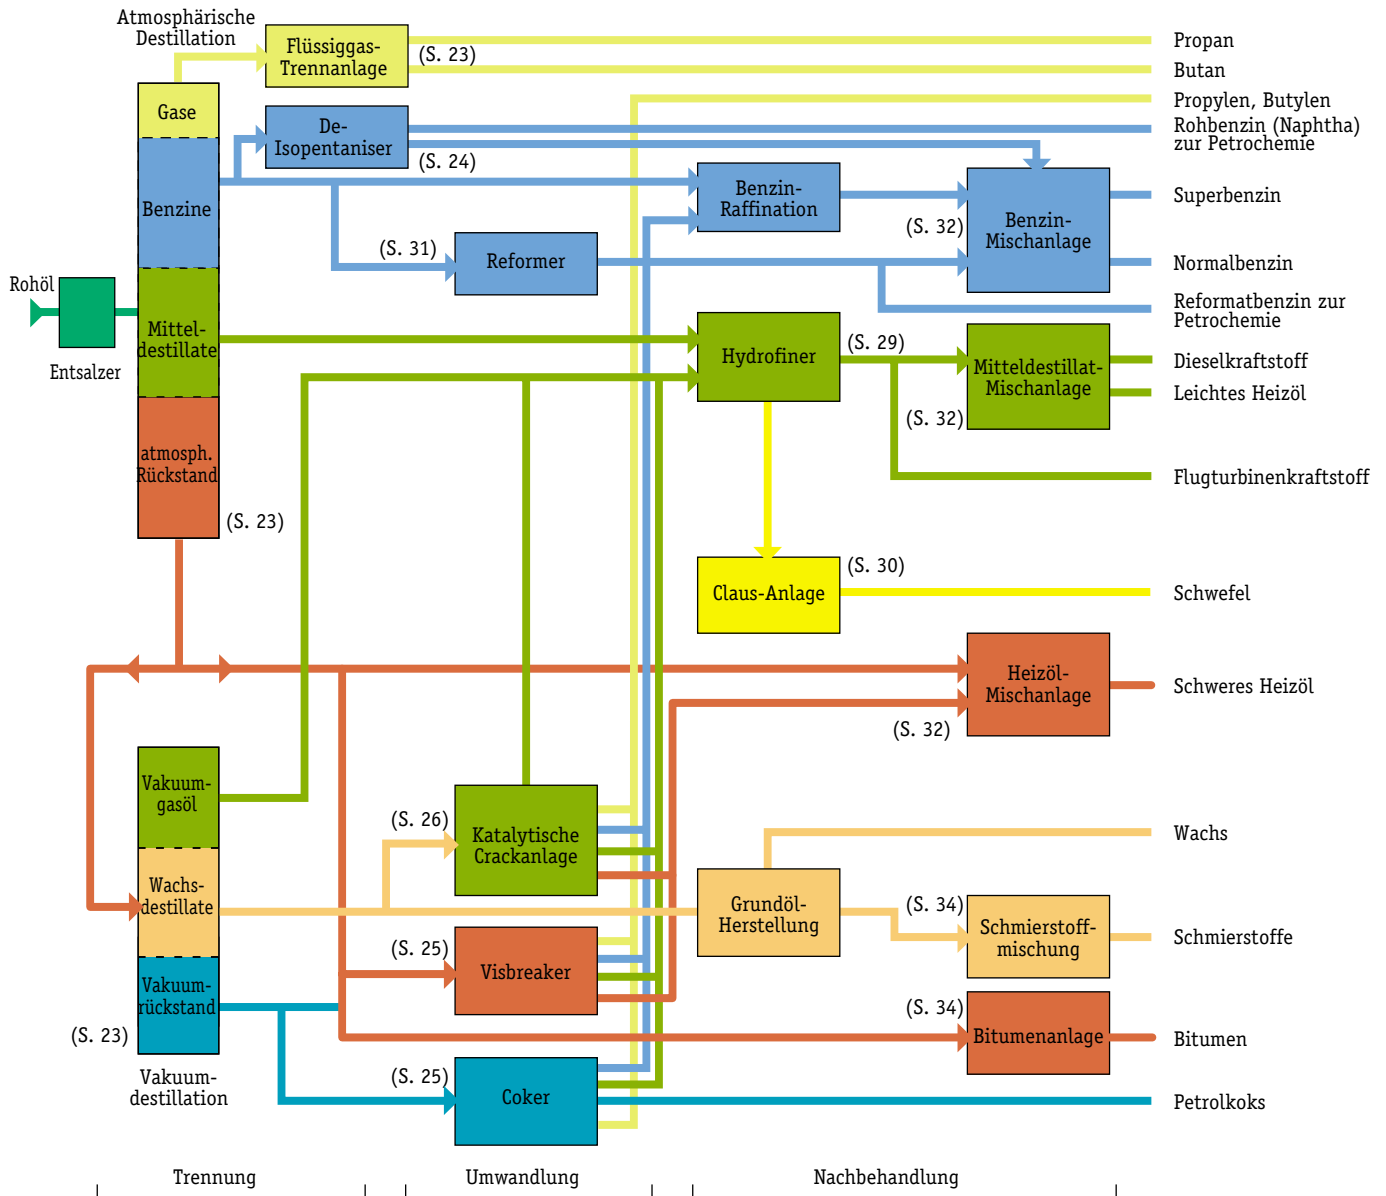 Atmosphärische
Destillation
Flüssiggas-
Trennanlage
(S. 23)
Propan
Butan
Gase
Propylen, Butylen
De-
Isopentaniser
(S. 24)
Rohbenzin (Naphtha)
zur Petrochemie
Benzine
Benzin-
Raffination
(S. 32)
Benzin-
Mischanlage
Superbenzin
(S. 31)
Reformer
Normalbenzin
Reformatbenzin zur
Petrochemie
Rohöl
Entsalzer
Mittel-
destillate
Hydrofiner
(S. 29)
Mitteldestillat-
Mischanlage
(S. 32)
Dieselkraftstoff
Leichtes Heizöl
atmosph.
Rückstand
(S. 23)
Flugturbinenkraftstoff
Claus-Anlage
(S. 30)
Schwefel
Heizöl-
Mischanlage
(S. 32)
Schweres Heizöl
Vakuum-
gasöl
(S. 26)
Katalytische
Crackanlage
Wachs
Wachs-
destillate
Grundöl-
Herstellung
(S. 34)
Schmierstoff-
mischung
Schmierstoffe
(S. 25)
Visbreaker
Vakuum-
rückstand
(S. 23)
(S. 34)
Bitumenanlage
Bitumen
Vakuum-
destillation
(S. 25)
Coker
Petrolkoks
Trennung
Umwandlung
Nachbehandlung